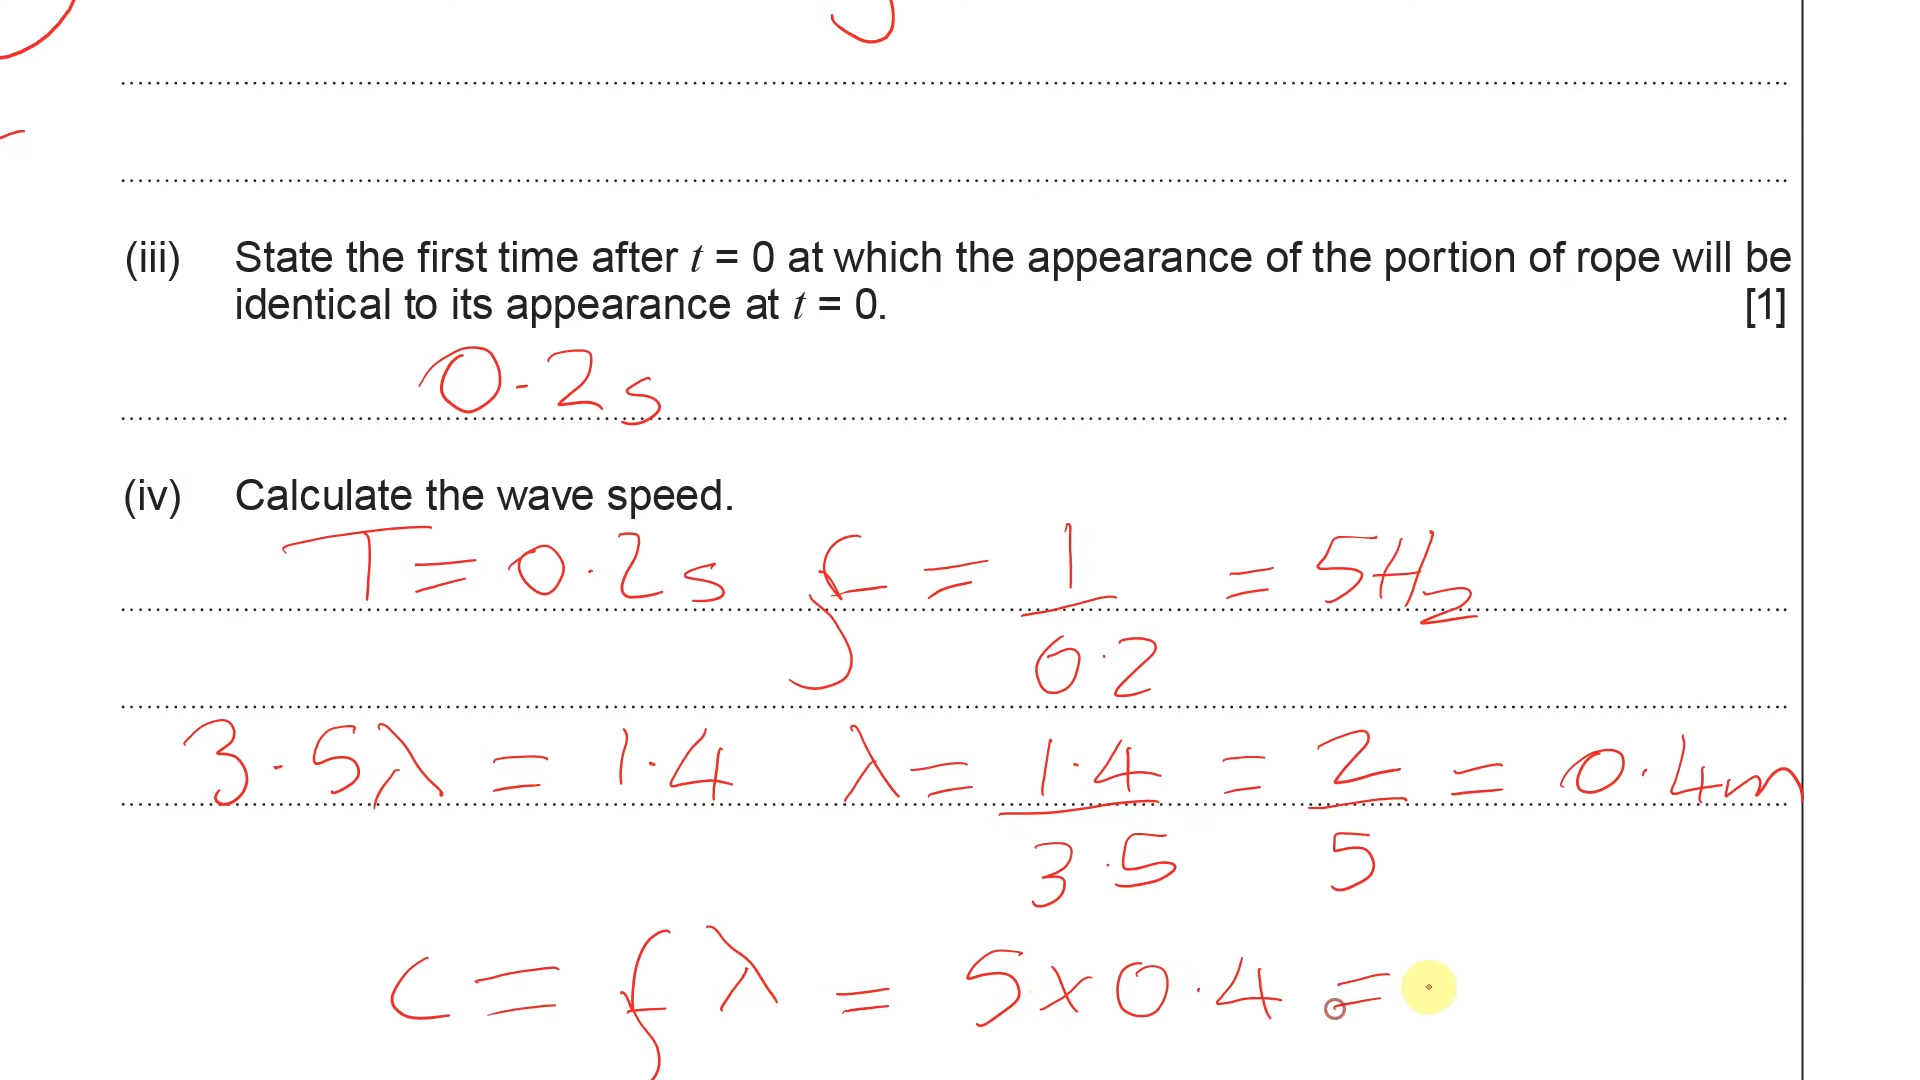 (iii) State the first time after t = 0 at which the appearance of the portion of rope will be
identical to its appearance at t = 0. [1]
0.2s
(iv) Calculate the wave speed.
T = 0.2s f = 1/0.2 = 5Hz
3.5λ = 1.4 λ = 1.4/3.5 = 2/5 = 0.4m
c = fλ = 5 x 0.4 =